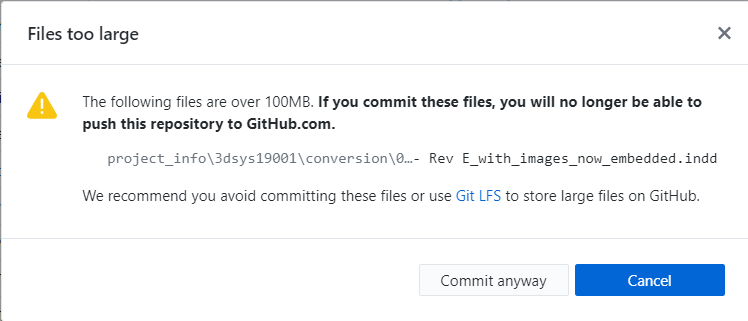 Files too large
The following files are over 100MB. If you commit these files, you will no longer be able to
push this repository to GitHub.com.
project_info\3dsys19001\conversion\0…- Rev E_with_images_now_embedded.indd
We recommend you avoid committing these files or use Git LFS to store large files on GitHub.
Commit anyway
Cancel